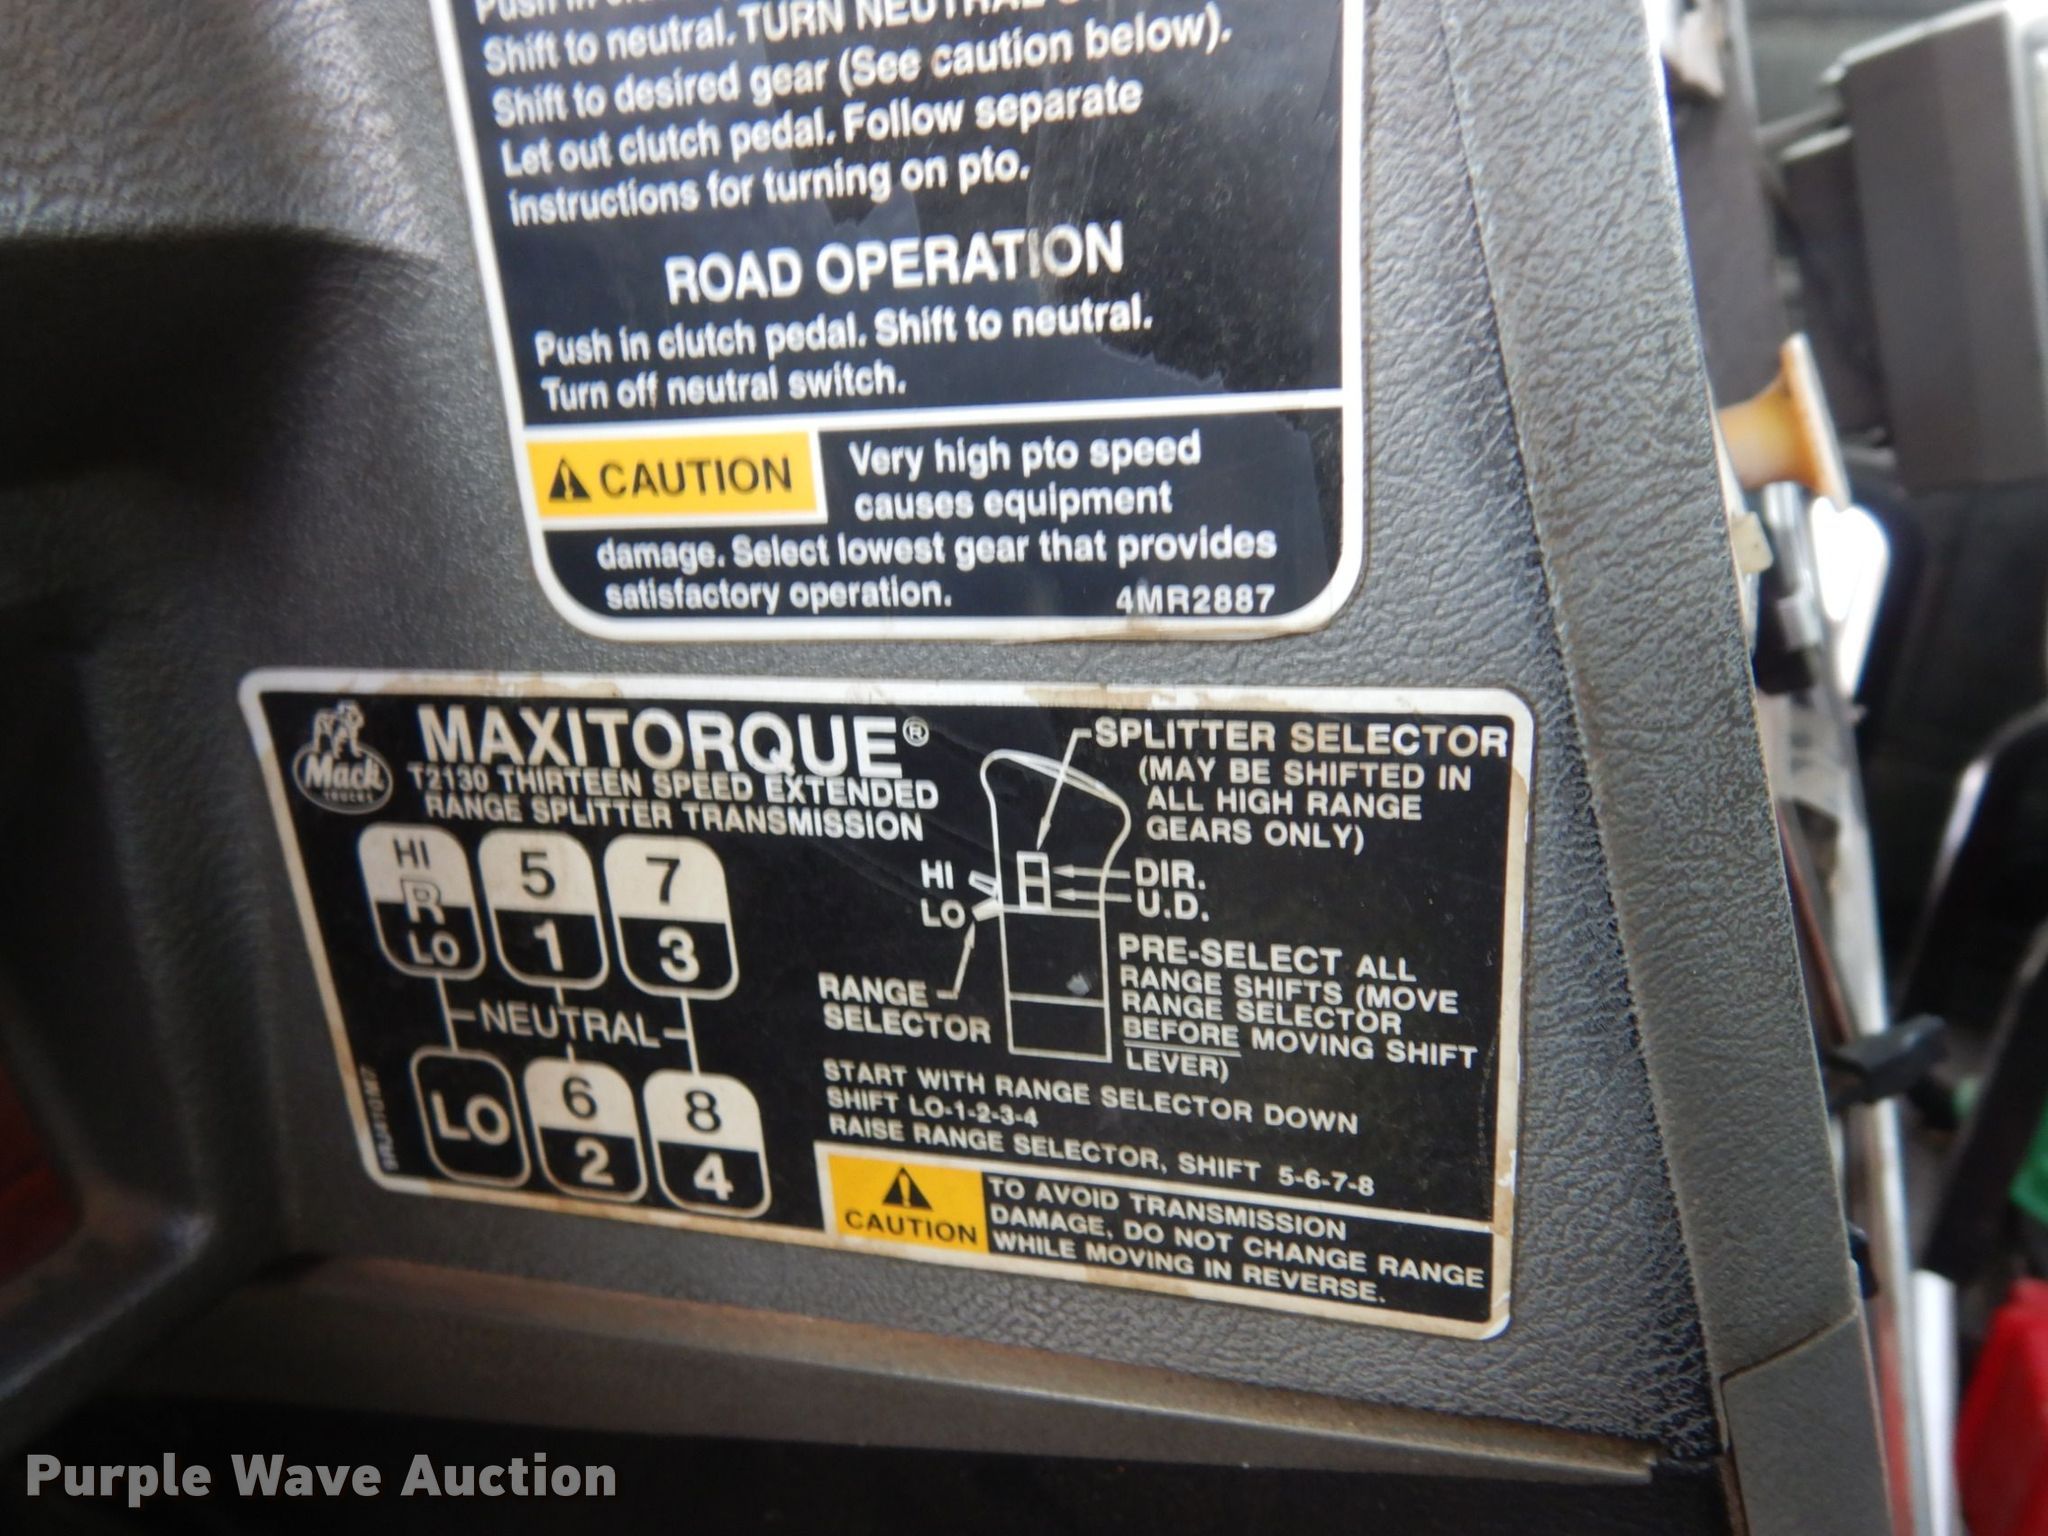 Shift to neutral. TURN NEUTRAL
Shift to desired gear (See caution below).
Let out clutch pedal. Follow separate
instructions for turning on pto.
ROAD OPERATION
Push in clutch pedal. Shift to neutral.
Turn off neutral switch.
CAUTION
Very high pto speed
causes equipment
damage. Select lowest gear that provides
satisfactory operation.
4MR2887
Mack
TRUCKS
MAXITORQUE®
T2130 THIRTEEN SPEED EXTENDED
RANGE SPLITTER TRANSMISSION
HI 5 7
R
LO 1 3
NEUTRAL
LO 6 8
2 4
SPLITTER SELECTOR
(MAY BE SHIFTED IN
ALL HIGH RANGE
GEARS ONLY)
HI
LO
DIR.
U.D.
RANGE
SELECTOR
PRE-SELECT ALL
RANGE SHIFTS (MOVE
RANGE SELECTOR
BEFORE MOVING SHIFT
LEVER)
START WITH RANGE SELECTOR DOWN
SHIFT LO-1-2-3-4
RAISE RANGE SELECTOR, SHIFT 5-6-7-8
CAUTION
TO AVOID TRANSMISSION
DAMAGE, DO NOT CHANGE RANGE
WHILE MOVING IN REVERSE.
Purple Wave Auction